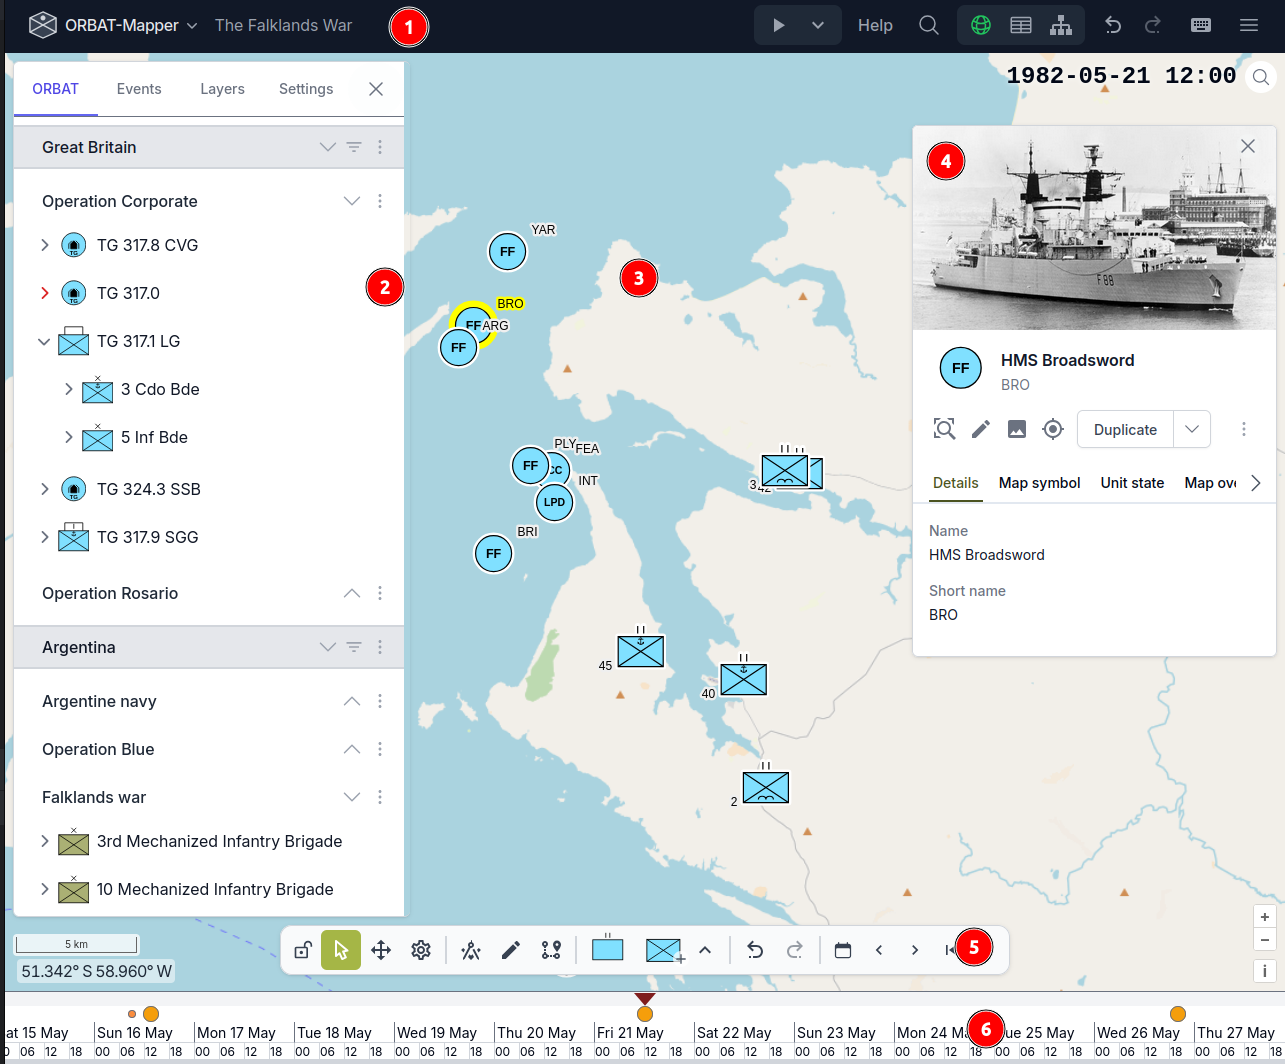 ORBAT-Mapper The Falklands War 1 Help
1982-05-21 12:00
ORBAT Events Layers Settings
Great Britain
Operation Corporate
TG TG 317.8 CVG
TG TG 317.0
TG 317.1 LG
3 Cdo Bde
5 Inf Bde
TG TG 324.3 SSB
TG 317.9 SGG
Operation Rosario
Argentina
Argentine navy
Operation Blue
Falklands war
3rd Mechanized Infantry Brigade
10 Mechanized Infantry Brigade
2
3
YAR
FF
BRO
FF ARG
FF
PLY FEA
FF CC
INT
LPD
BRI
FF
3 42
45
40
2
4
F88
FF HMS Broadsword
BRO
Duplicate
Details Map symbol Unit state Map ov
Name
HMS Broadsword
Short name
BRO
+
−
i
5 km
51.342° S 58.960° W
5
6
at 15 May Sun 16 May Mon 17 May Tue 18 May Wed 19 May Thu 20 May Fri 21 May Sat 22 May Sun 23 May Mon 24 M ue 25 May Wed 26 May Thu 27 May
06 12 18 00 06 12 18 00 06 12 18 00 06 12 18 00 06 12 18 00 06 12 18 00 06 12 18 00 06 12 18 00 06 12 18 00 06 12 18 00 06 12 18 00 06 12 18 00 06 12 18